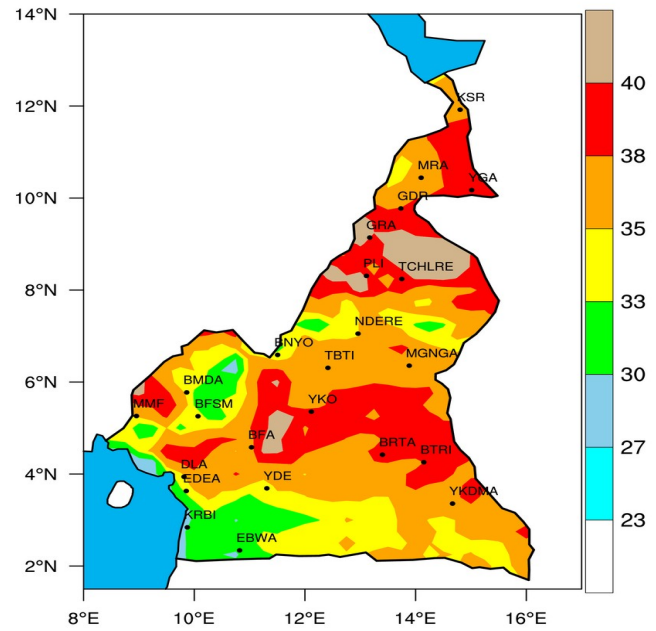 14°N
12°N
10°N
8°N
6°N
4°N
2°N
8°E
10°E
12°E
14°E
16°E
40
38
35
33
30
27
23
KSR
MRA
YGA
GDR
GRA
PLI
TCHLRE
NDERE
BNYO
TBTI
MGNGA
BMDA
MMF
BFSM
YKO
BFA
BRTA
BTRI
DLA
EDEA
YDE
YKDMA
KRBI
EBWA